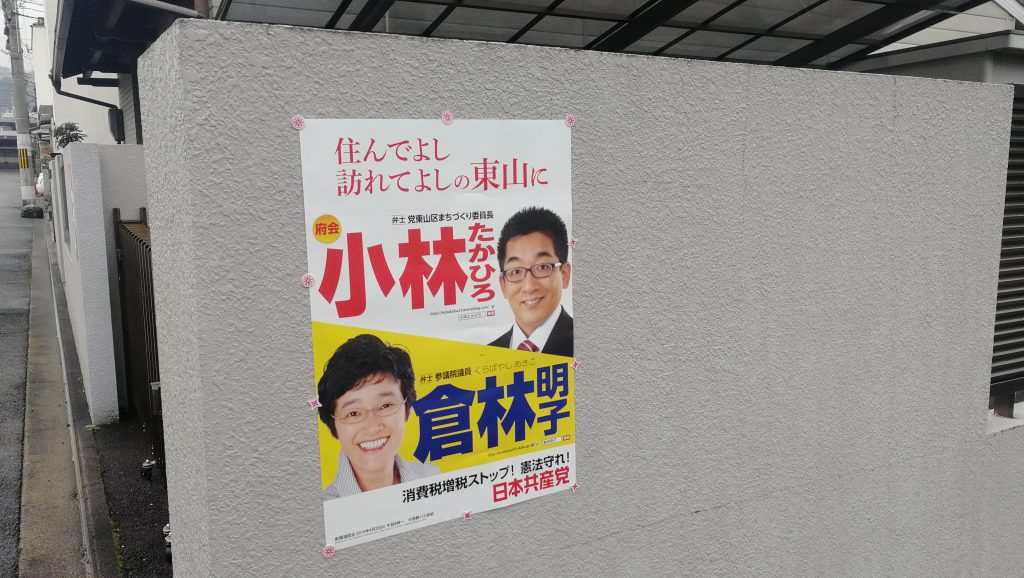 住んでよし
訪れてよしの東山に
弁士 党東山区まちづくり委員長
府会
小林たかひろ
弁士 参議院議員 くらばやし あきこ
倉林明子
消費税増税ストップ! 憲法守れ!
日本共産党